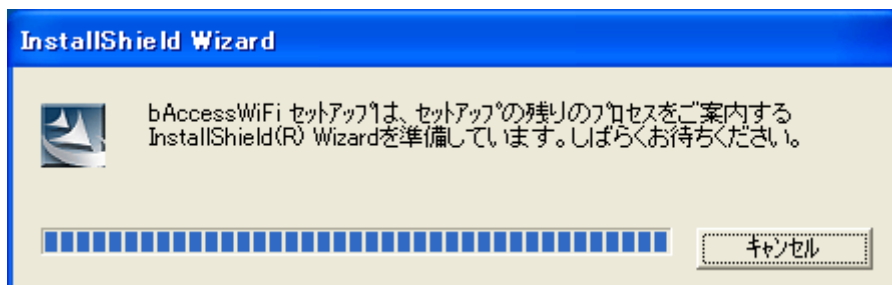 InstallShield Wizard
bAccessWiFi ｾｯﾄｱｯﾌﾟは、ｾｯﾄｱｯﾌﾟの残りのﾌﾟﾛｾｽをご案内する
InstallShield(R) Wizardを準備しています。しばらくお待ちください。
ｷｬﾝｾﾙ